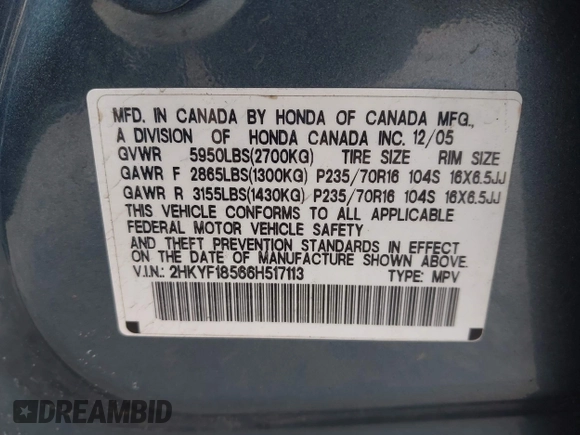 MFD. IN CANADA BY HONDA OF CANADA MFG.,
A DIVISION OF HONDA CANADA INC. 12/05
GVWR 5950LBS(2700KG) TIRE SIZE RIM SIZE
GAWR F 2865LBS(1300KG) P235/70R16 104S 16X6.5JJ
GAWR R 3155LBS(1430KG) P235/70R16 104S 16X6.5JJ
THIS VEHICLE CONFORMS TO ALL APPLICABLE
FEDERAL MOTOR VEHICLE SAFETY
AND THEFT PREVENTION STANDARDS IN EFFECT
ON THE DATE OF MANUFACTURE SHOWN ABOVE.
V.I.N.: 2HKYF18566H517113 TYPE: MPV
DREAMBID